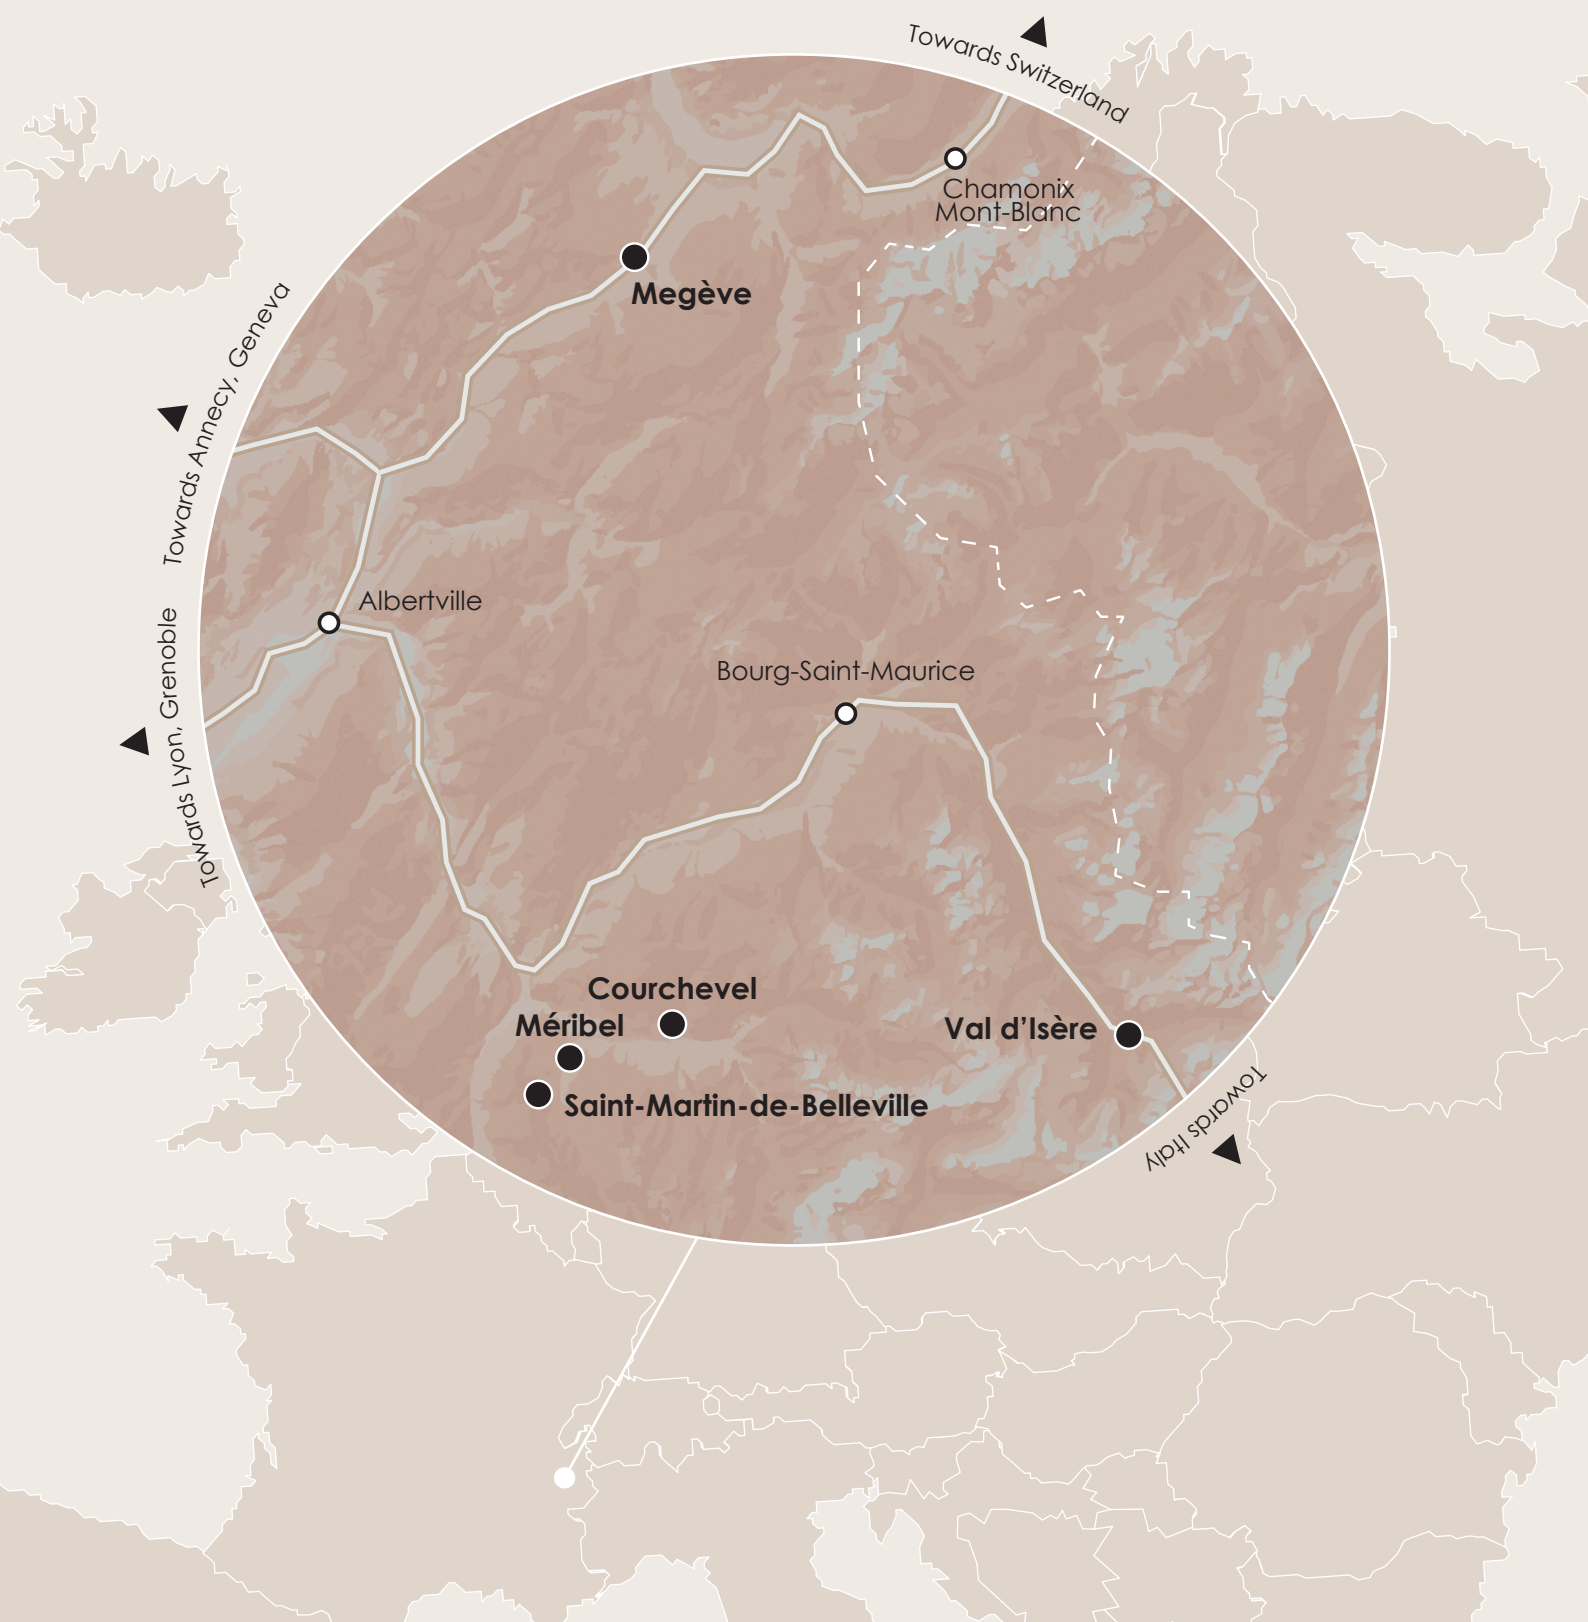 Towards Switzerland
Chamonix
Mont-Blanc
Megève
Towards Annecy, Geneva
Albertville
Towards Lyon, Grenoble
Bourg-Saint-Maurice
Courchevel
Méribel
Val d’Isère
Saint-Martin-de-Belleville
Towards Italy